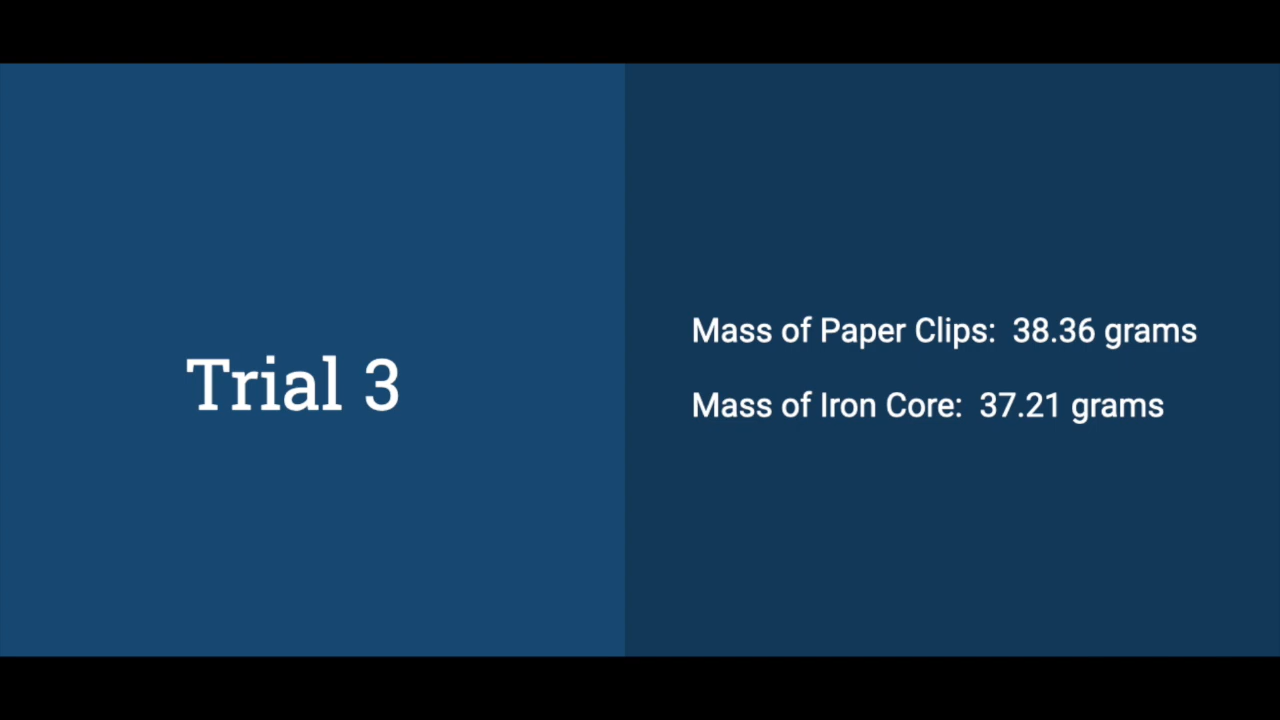 Trial 3
Mass of Paper Clips: 38.36 grams
Mass of Iron Core: 37.21 grams